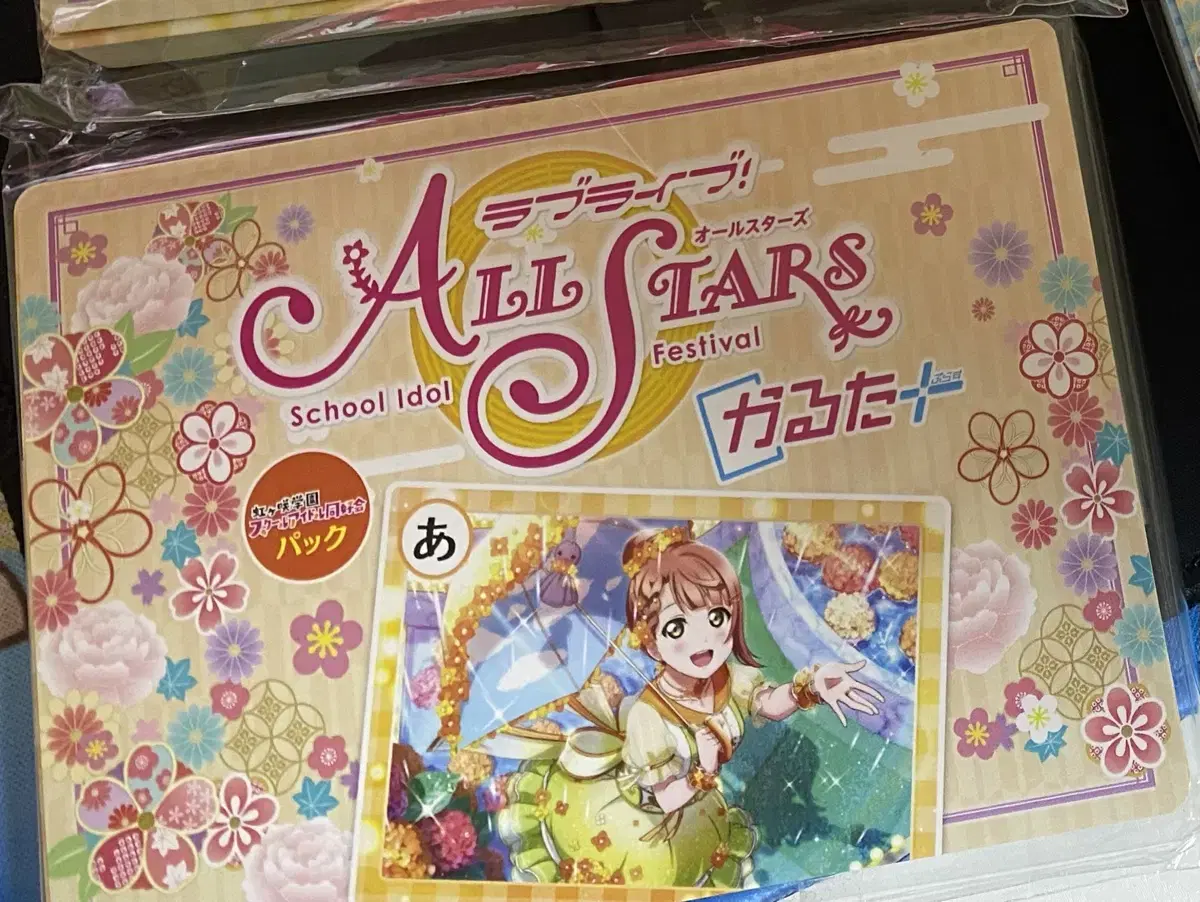 ラブライブ!
ALL STARS
オールスターズ
School Idol
Festival
かるた+
ぷらす
虹ヶ咲学園
スクールアイドル同好会
パック
あ